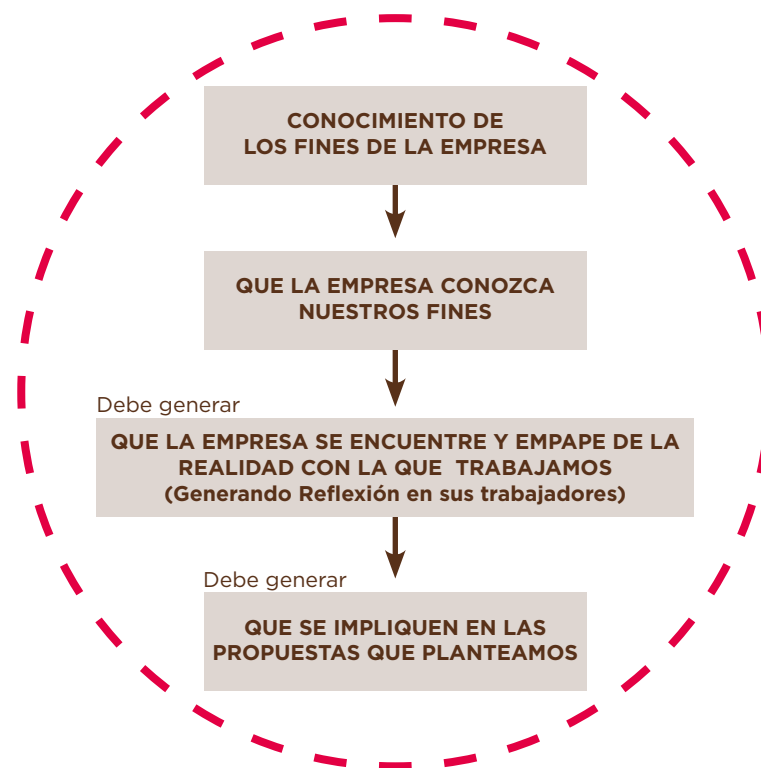 CONOCIMIENTO DE
LOS FINES DE LA EMPRESA
QUE LA EMPRESA CONOZCA
NUESTROS FINES
Debe generar
QUE LA EMPRESA SE ENCUENTRE Y EMPAPE DE LA
REALIDAD CON LA QUE TRABAJAMOS
(Generando Reflexión en sus trabajadores)
Debe generar
QUE SE IMPLIQUEN EN LAS
PROPUESTAS QUE PLANTEAMOS